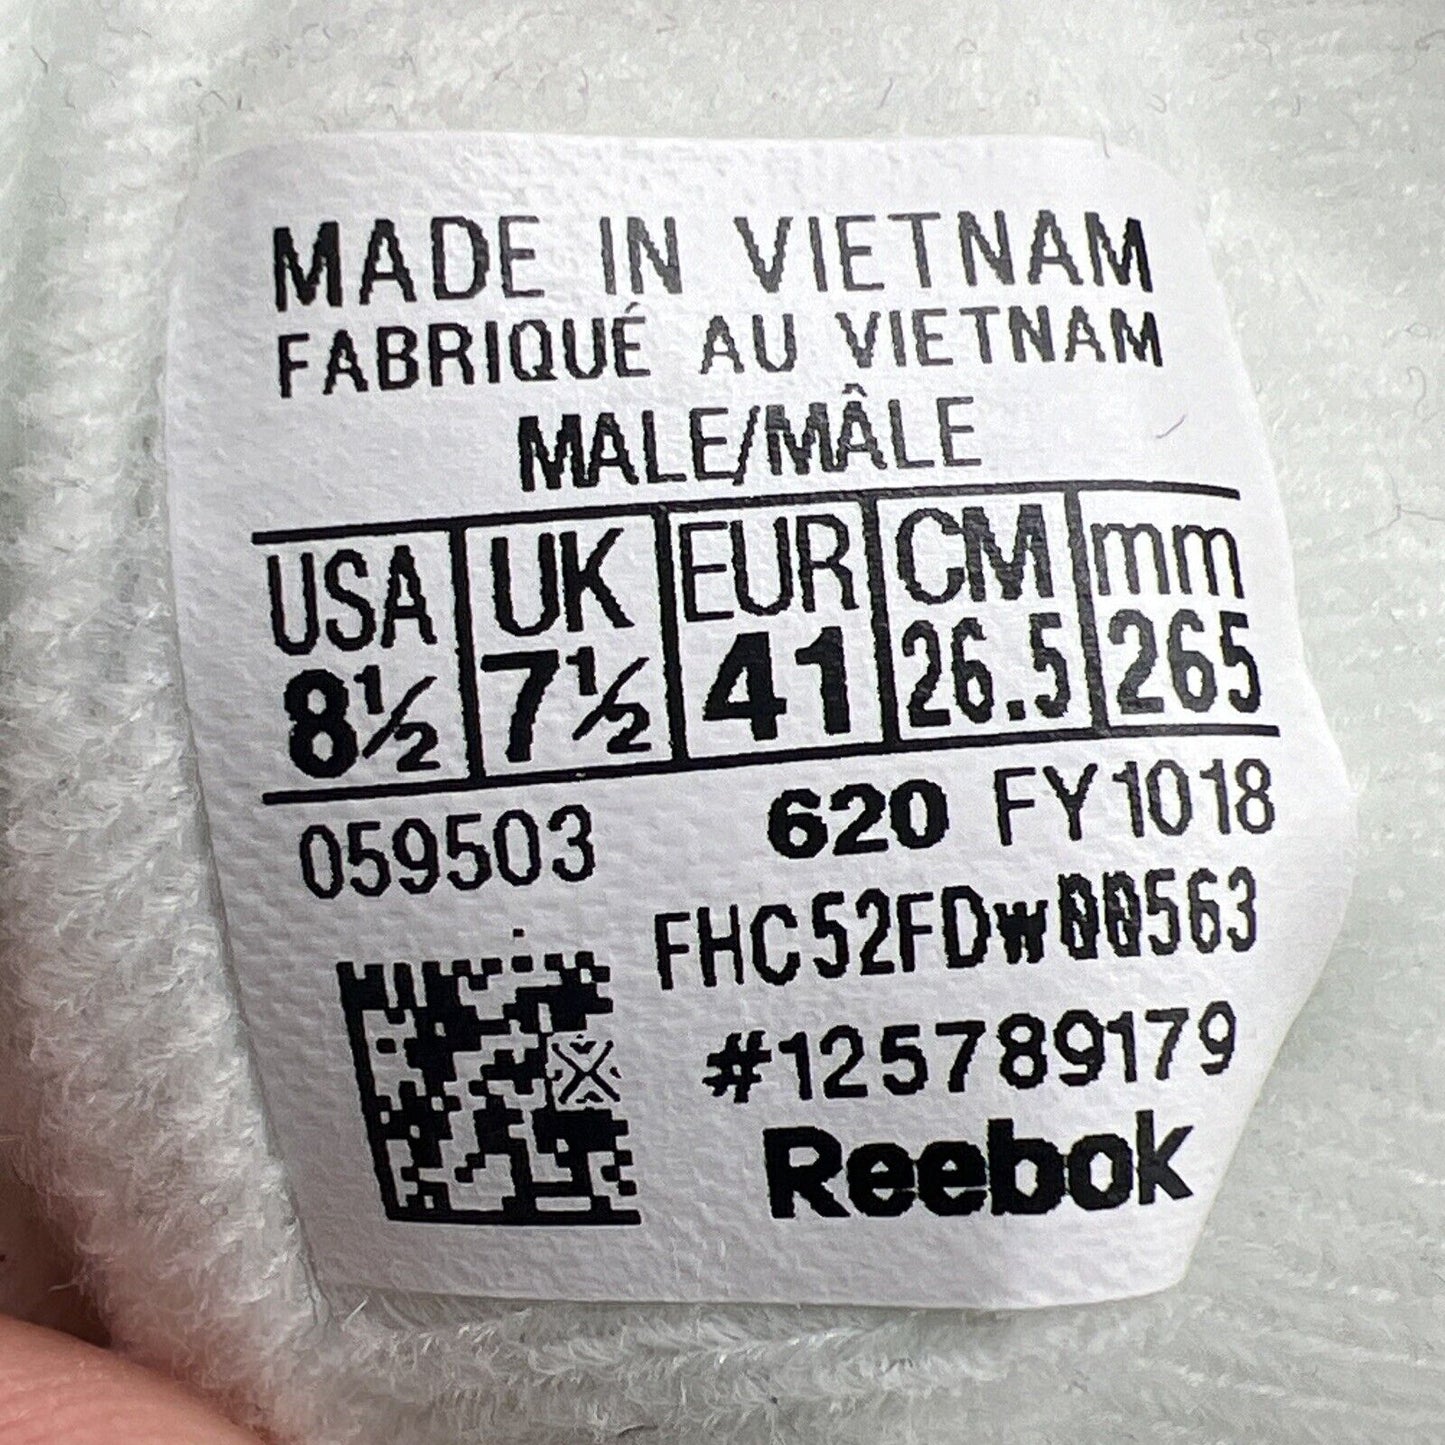 MADE IN VIETNAM
FABRIQUÉ AU VIETNAM
MALE/MÂLE
USA UK EUR CM mm
8½ 7½ 41 26.5 265
059503 620 FY1018
FHC52FDW00563
#125789179
Reebok